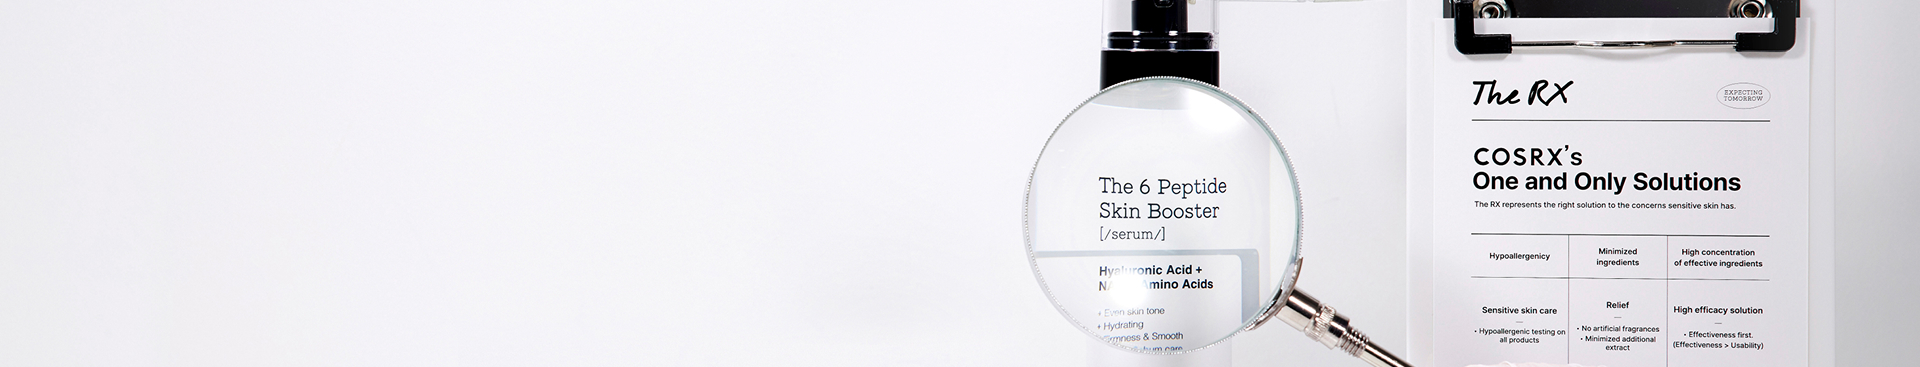 The 6 Peptide
Skin Booster
[/serum/]
Hyaluronic Acid +
Amino Acids
+ Even skin tone
+ Hydrating
Firmness & Smooth
care
The RX
EXPECTING
TOMORROW
COSRX's
One and Only Solutions
The RX represents the right solution to the concerns sensitive skin has.
Hypoallergenicy
Minimized
ingredients
High concentration
of effective ingredients
Sensitive skin care
• Hypoallergenic testing on
all products
Relief
• No artificial fragrances
• Minimized additional
extract
High efficacy solution
• Effectiveness first.
(Effectiveness > Usability)